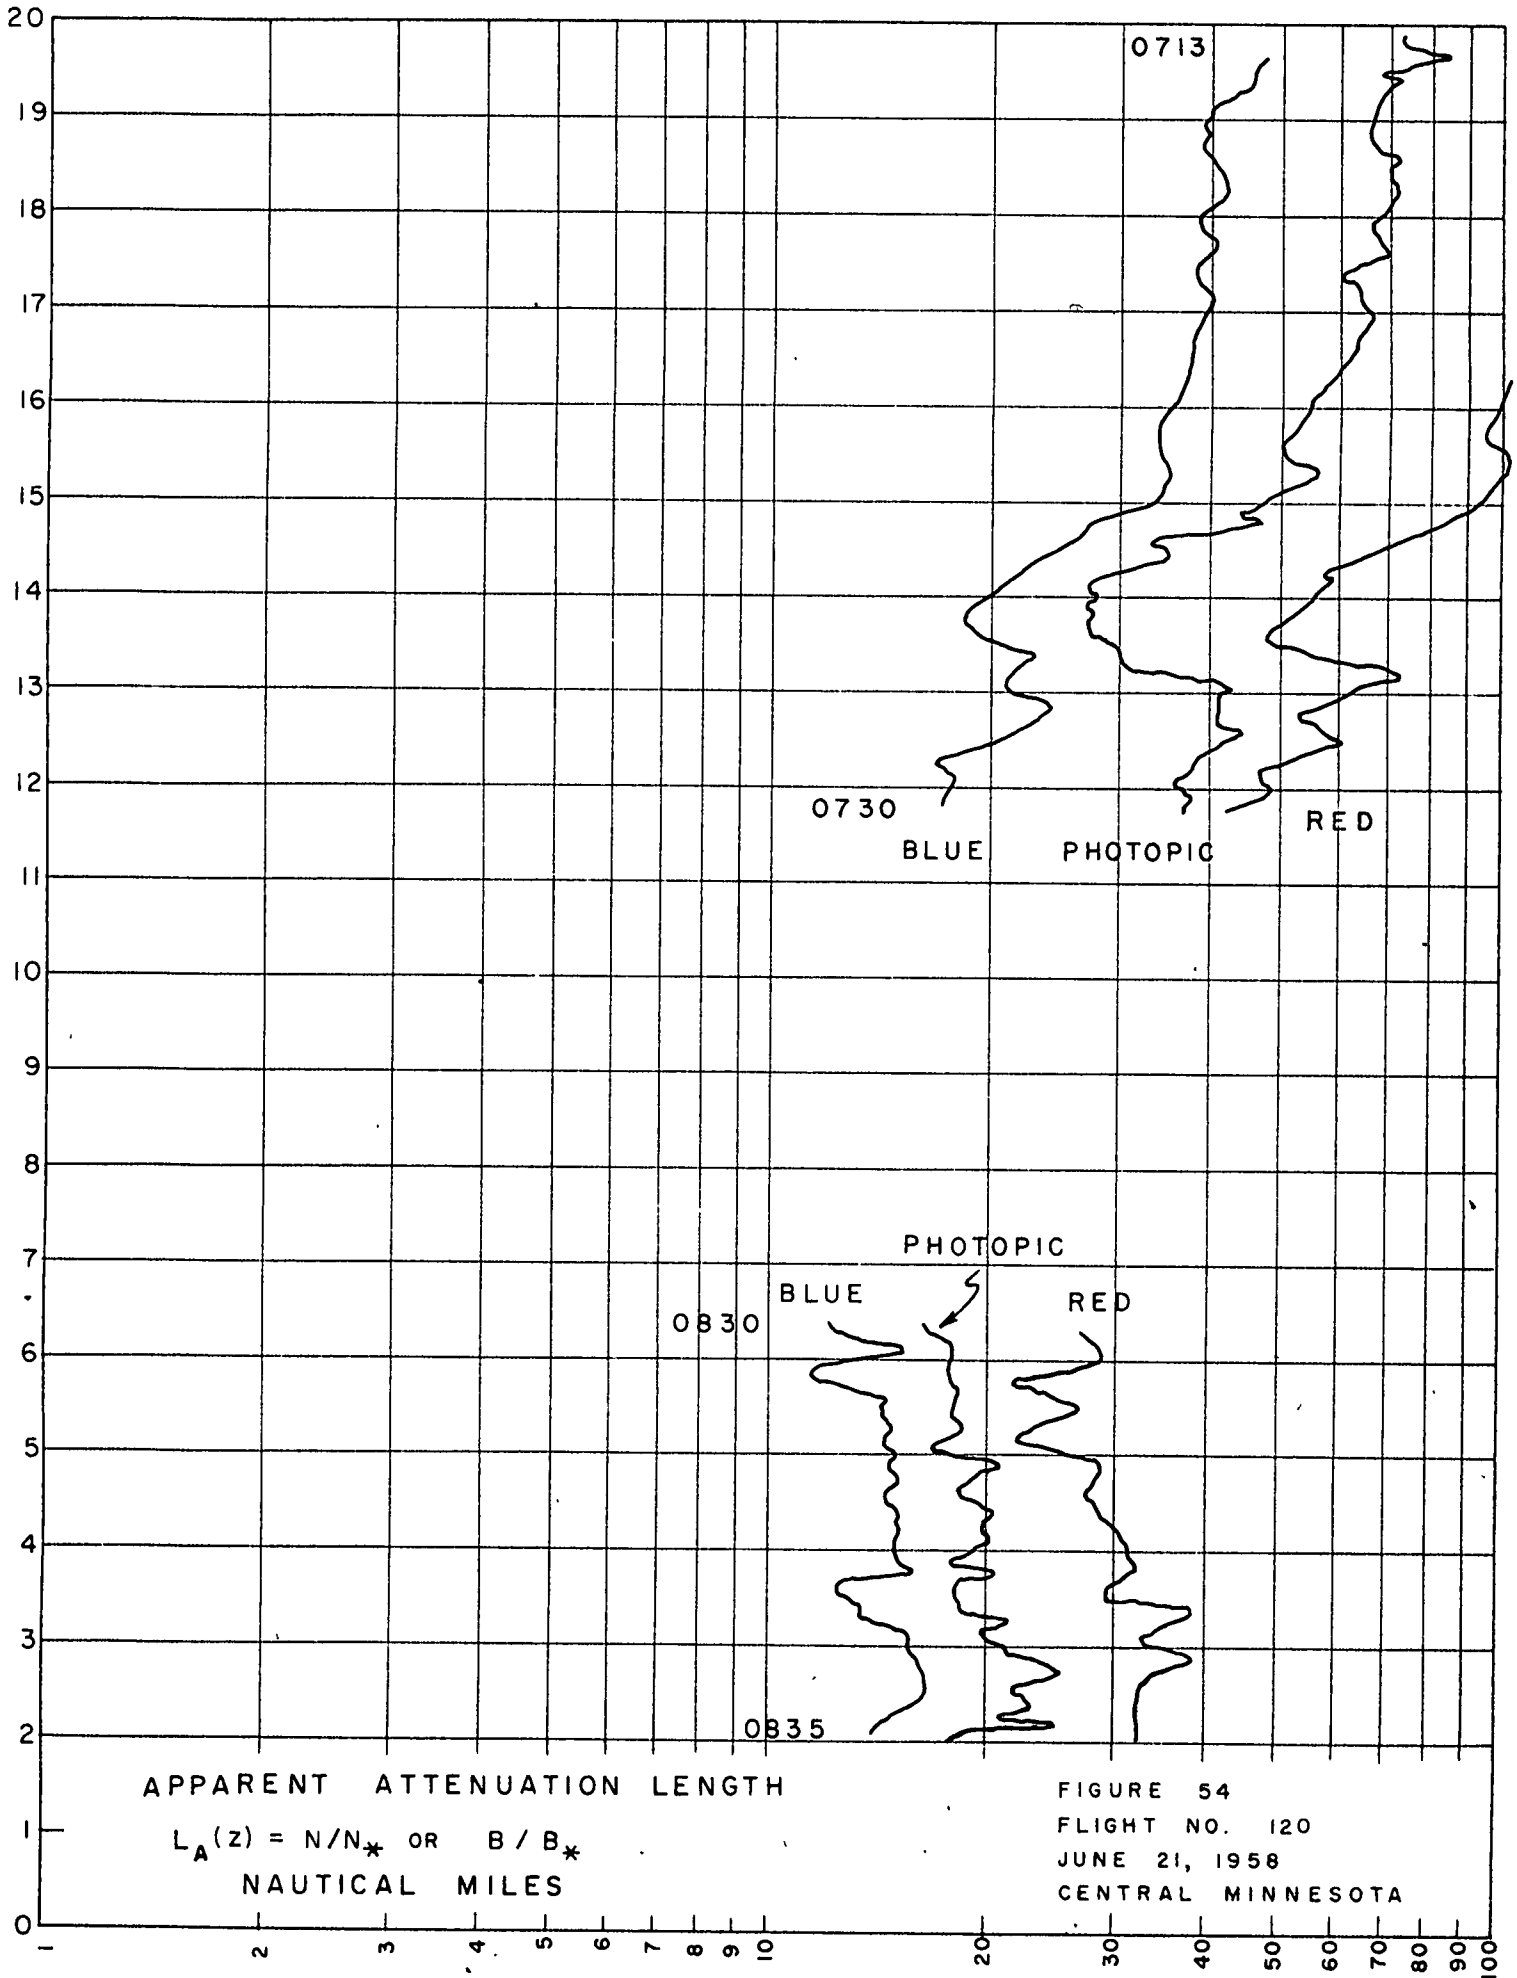 20
0713
19
18
17
16
15
14
13
12
0730
RED
BLUE
PHOTOPIC
11
10
9
8
7
PHOTOPIC
BLUE
RED
0830
6
5
4
3
2
0835
APPARENT ATTENUATION LENGTH
L_A(Z) = N/N_* OR B/B_*
NAUTICAL MILES
FIGURE 54
FLIGHT NO. 120
JUNE 21, 1958
CENTRAL MINNESOTA
1
0
1 2 3 4 5 6 7 8 9 10 20 30 40 50 60 70 80 90 100